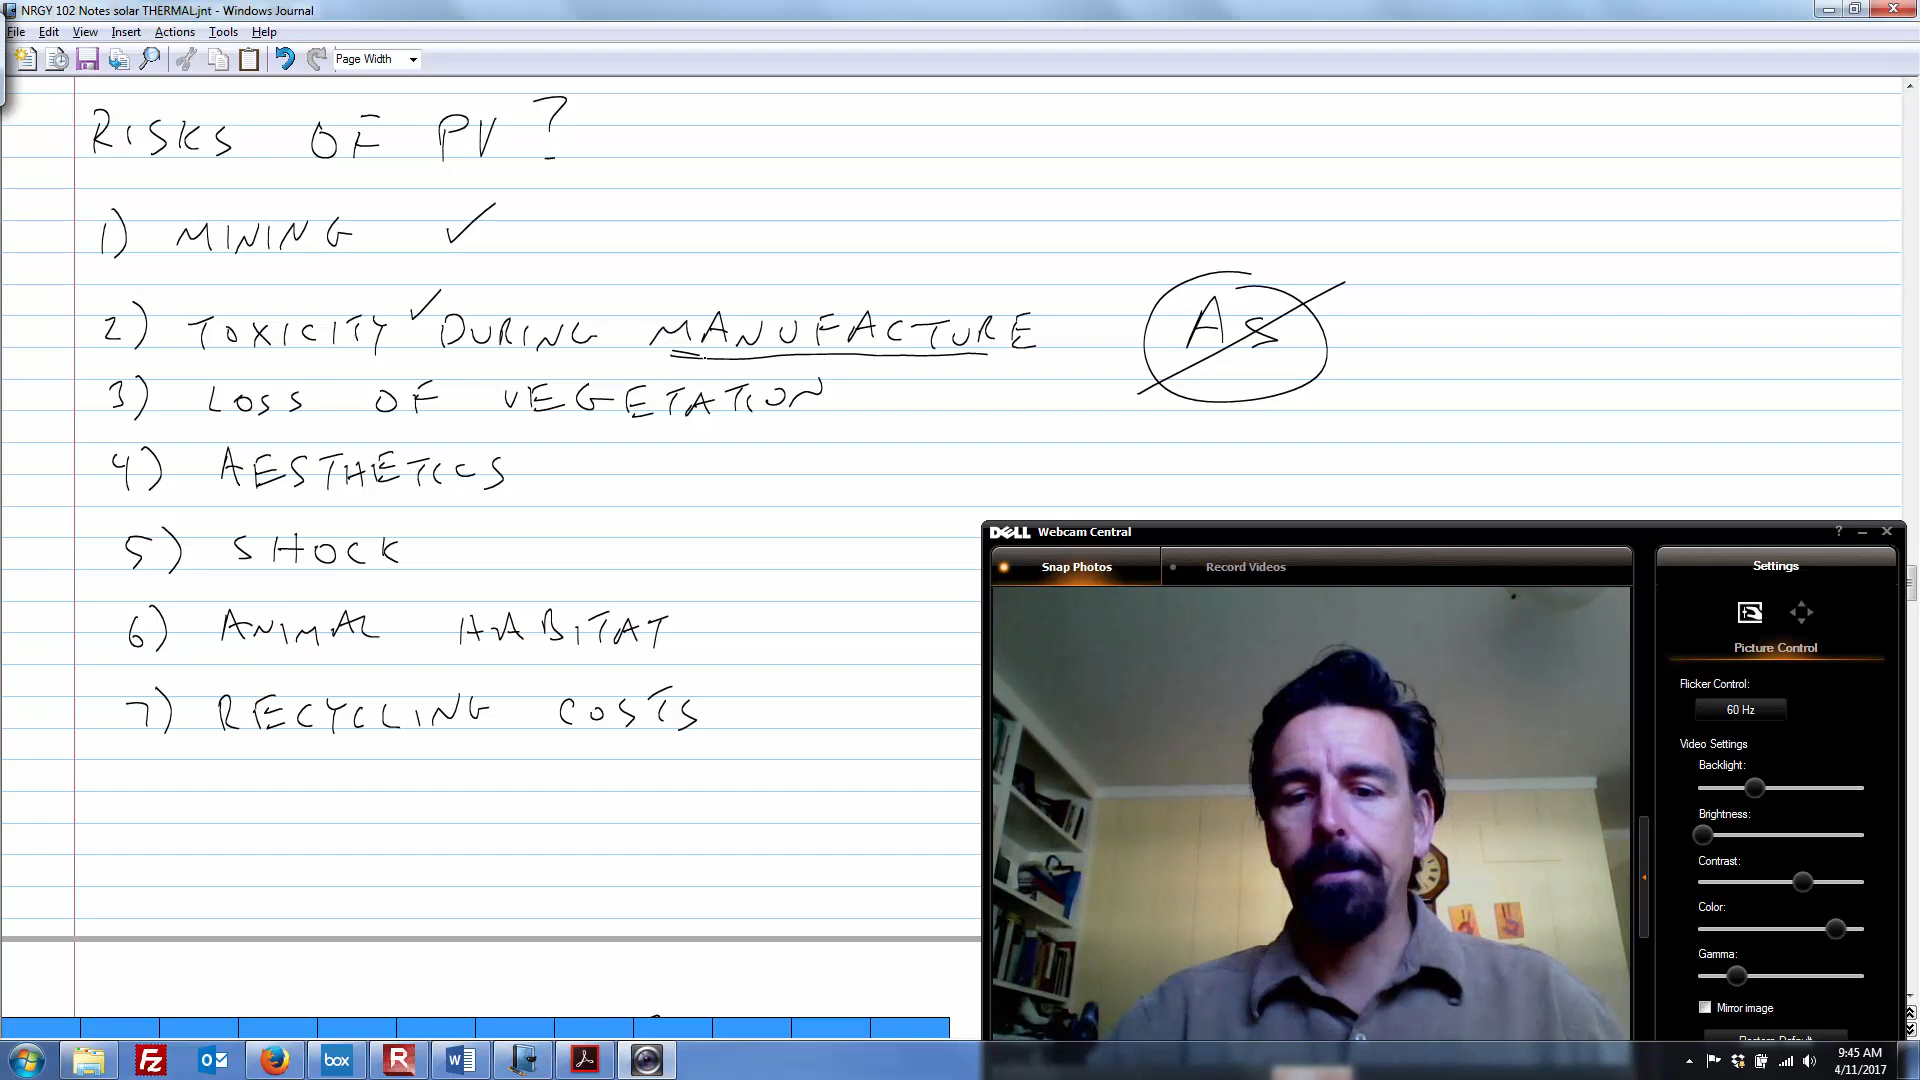 NRGY 102 Notes solar THERMAL.jnt - Windows Journal
File Edit View Insert Actions Tools Help
Page Width
RISKS OF PV?
1) MINING ✓
2) TOXICITY ✓ DURING MANUFACTURE
As
3) LOSS OF VEGETATION
4) AESTHETICS
5) SHOCK
6) ANIMAL HABITAT
7) RECYCLING COSTS
DELL Webcam Central
? 
Snap Photos
Record Videos
Settings
Picture Control
Flicker Control:
60 Hz
Video Settings
Backlight:
Brightness:
Contrast:
Color:
Gamma:
Mirror image
Restore Default
Fz
box
R
W
9:45 AM
4/11/2017